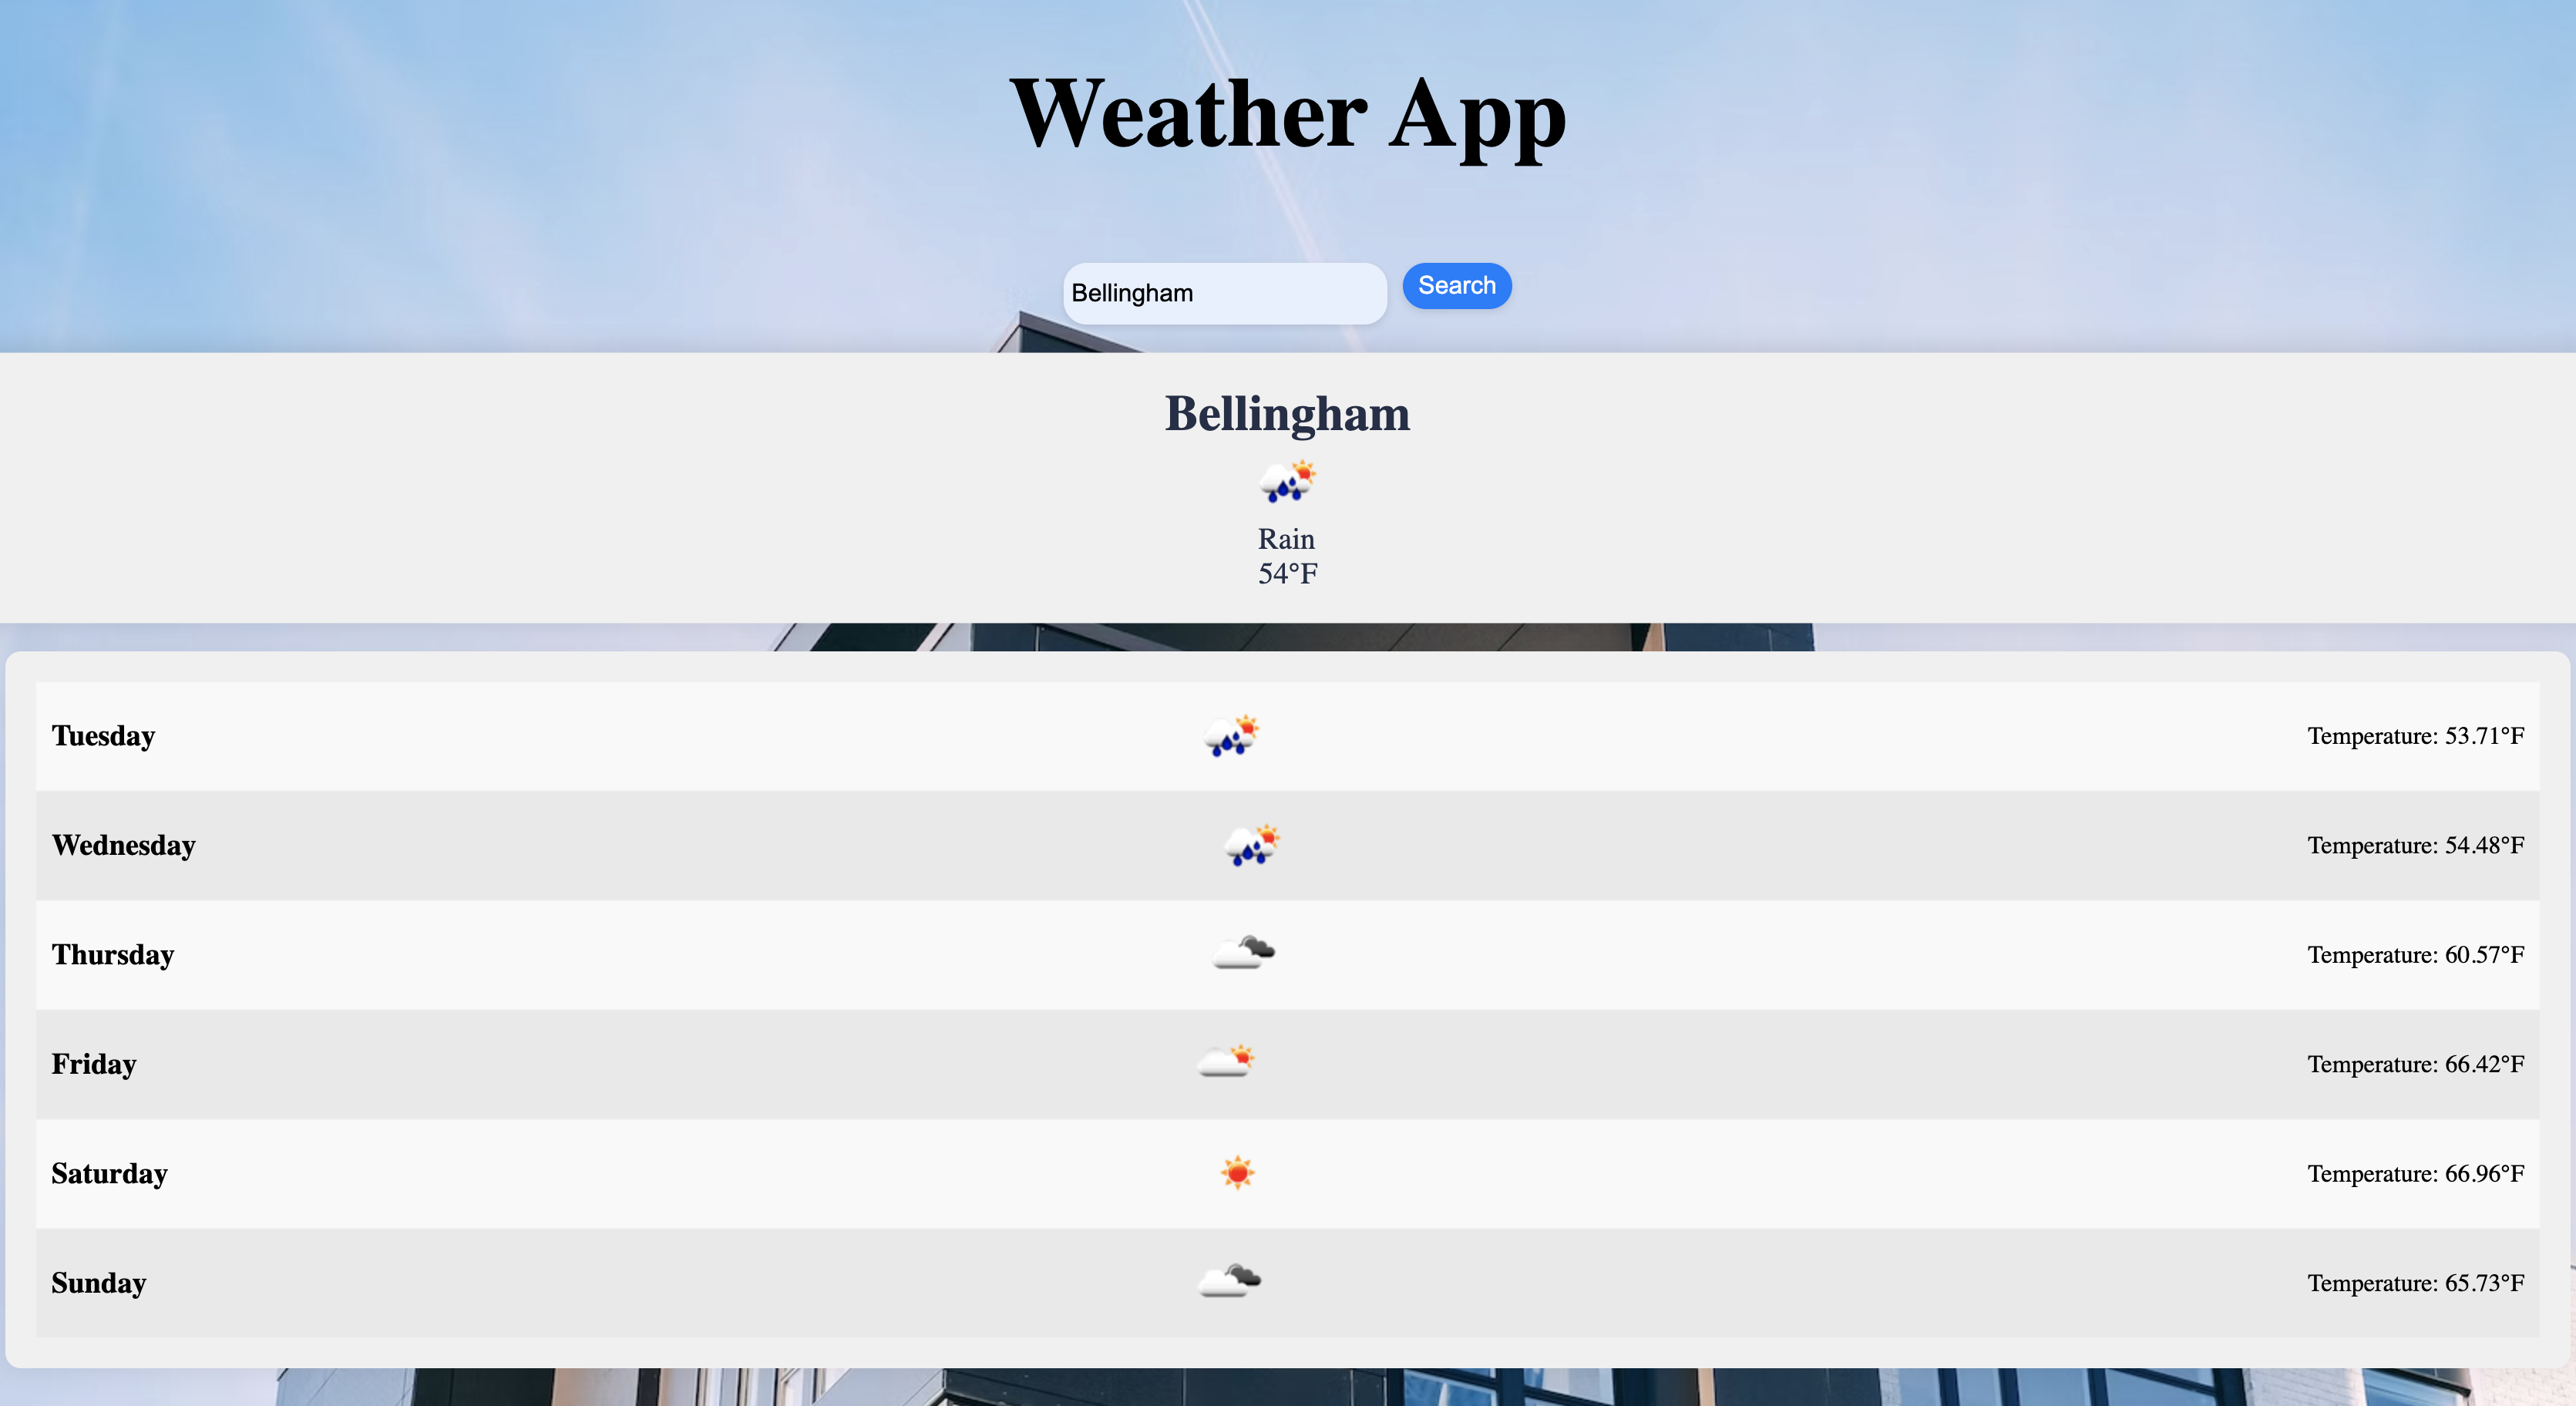 Weather App
Bellingham Search
Bellingham
Rain
54°F
Tuesday Temperature: 53.71°F
Wednesday Temperature: 54.48°F
Thursday Temperature: 60.57°F
Friday Temperature: 66.42°F
Saturday Temperature: 66.96°F
Sunday Temperature: 65.73°F